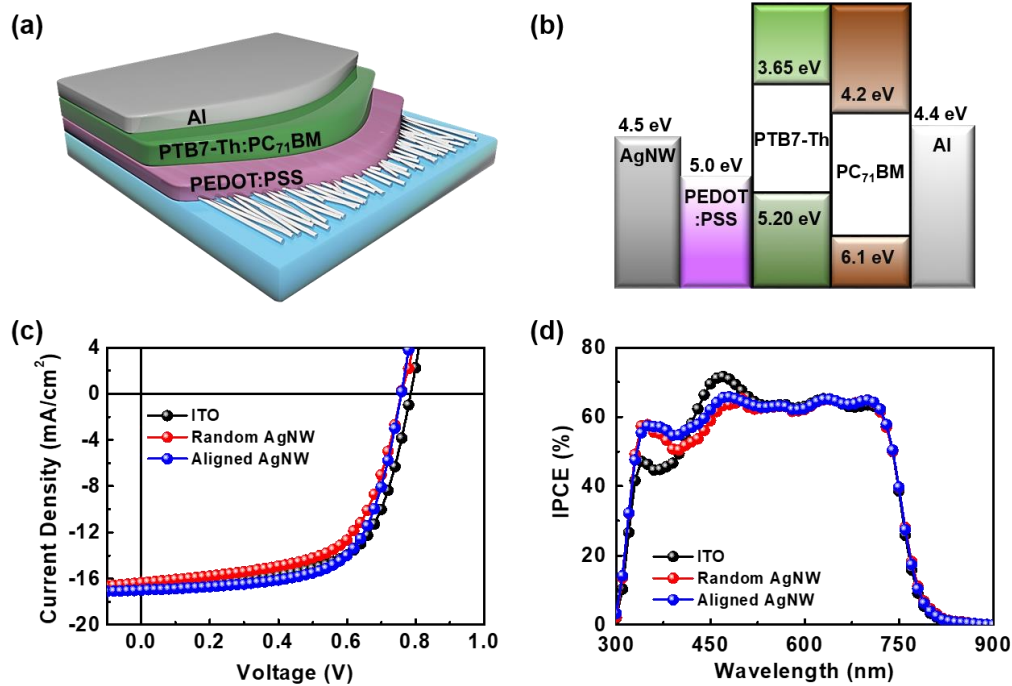 (a)
Al
PTB7-Th:PC₇₁BM
PEDOT:PSS
(b)
3.65 eV
4.2 eV
4.5 eV
AgNW
5.0 eV
PEDOT
:PSS
PTB7-Th
PC₇₁BM
4.4 eV
Al
5.20 eV
6.1 eV
(c)
Current Density (mA/cm²)
4
0
-4
-8
-12
-16
-20
ITO
Random AgNW
Aligned AgNW
0.0 0.2 0.4 0.6 0.8 1.0
Voltage (V)
(d)
IPCE (%)
80
60
40
20
0
ITO
Random AgNW
Aligned AgNW
300 450 600 750 900
Wavelength (nm)